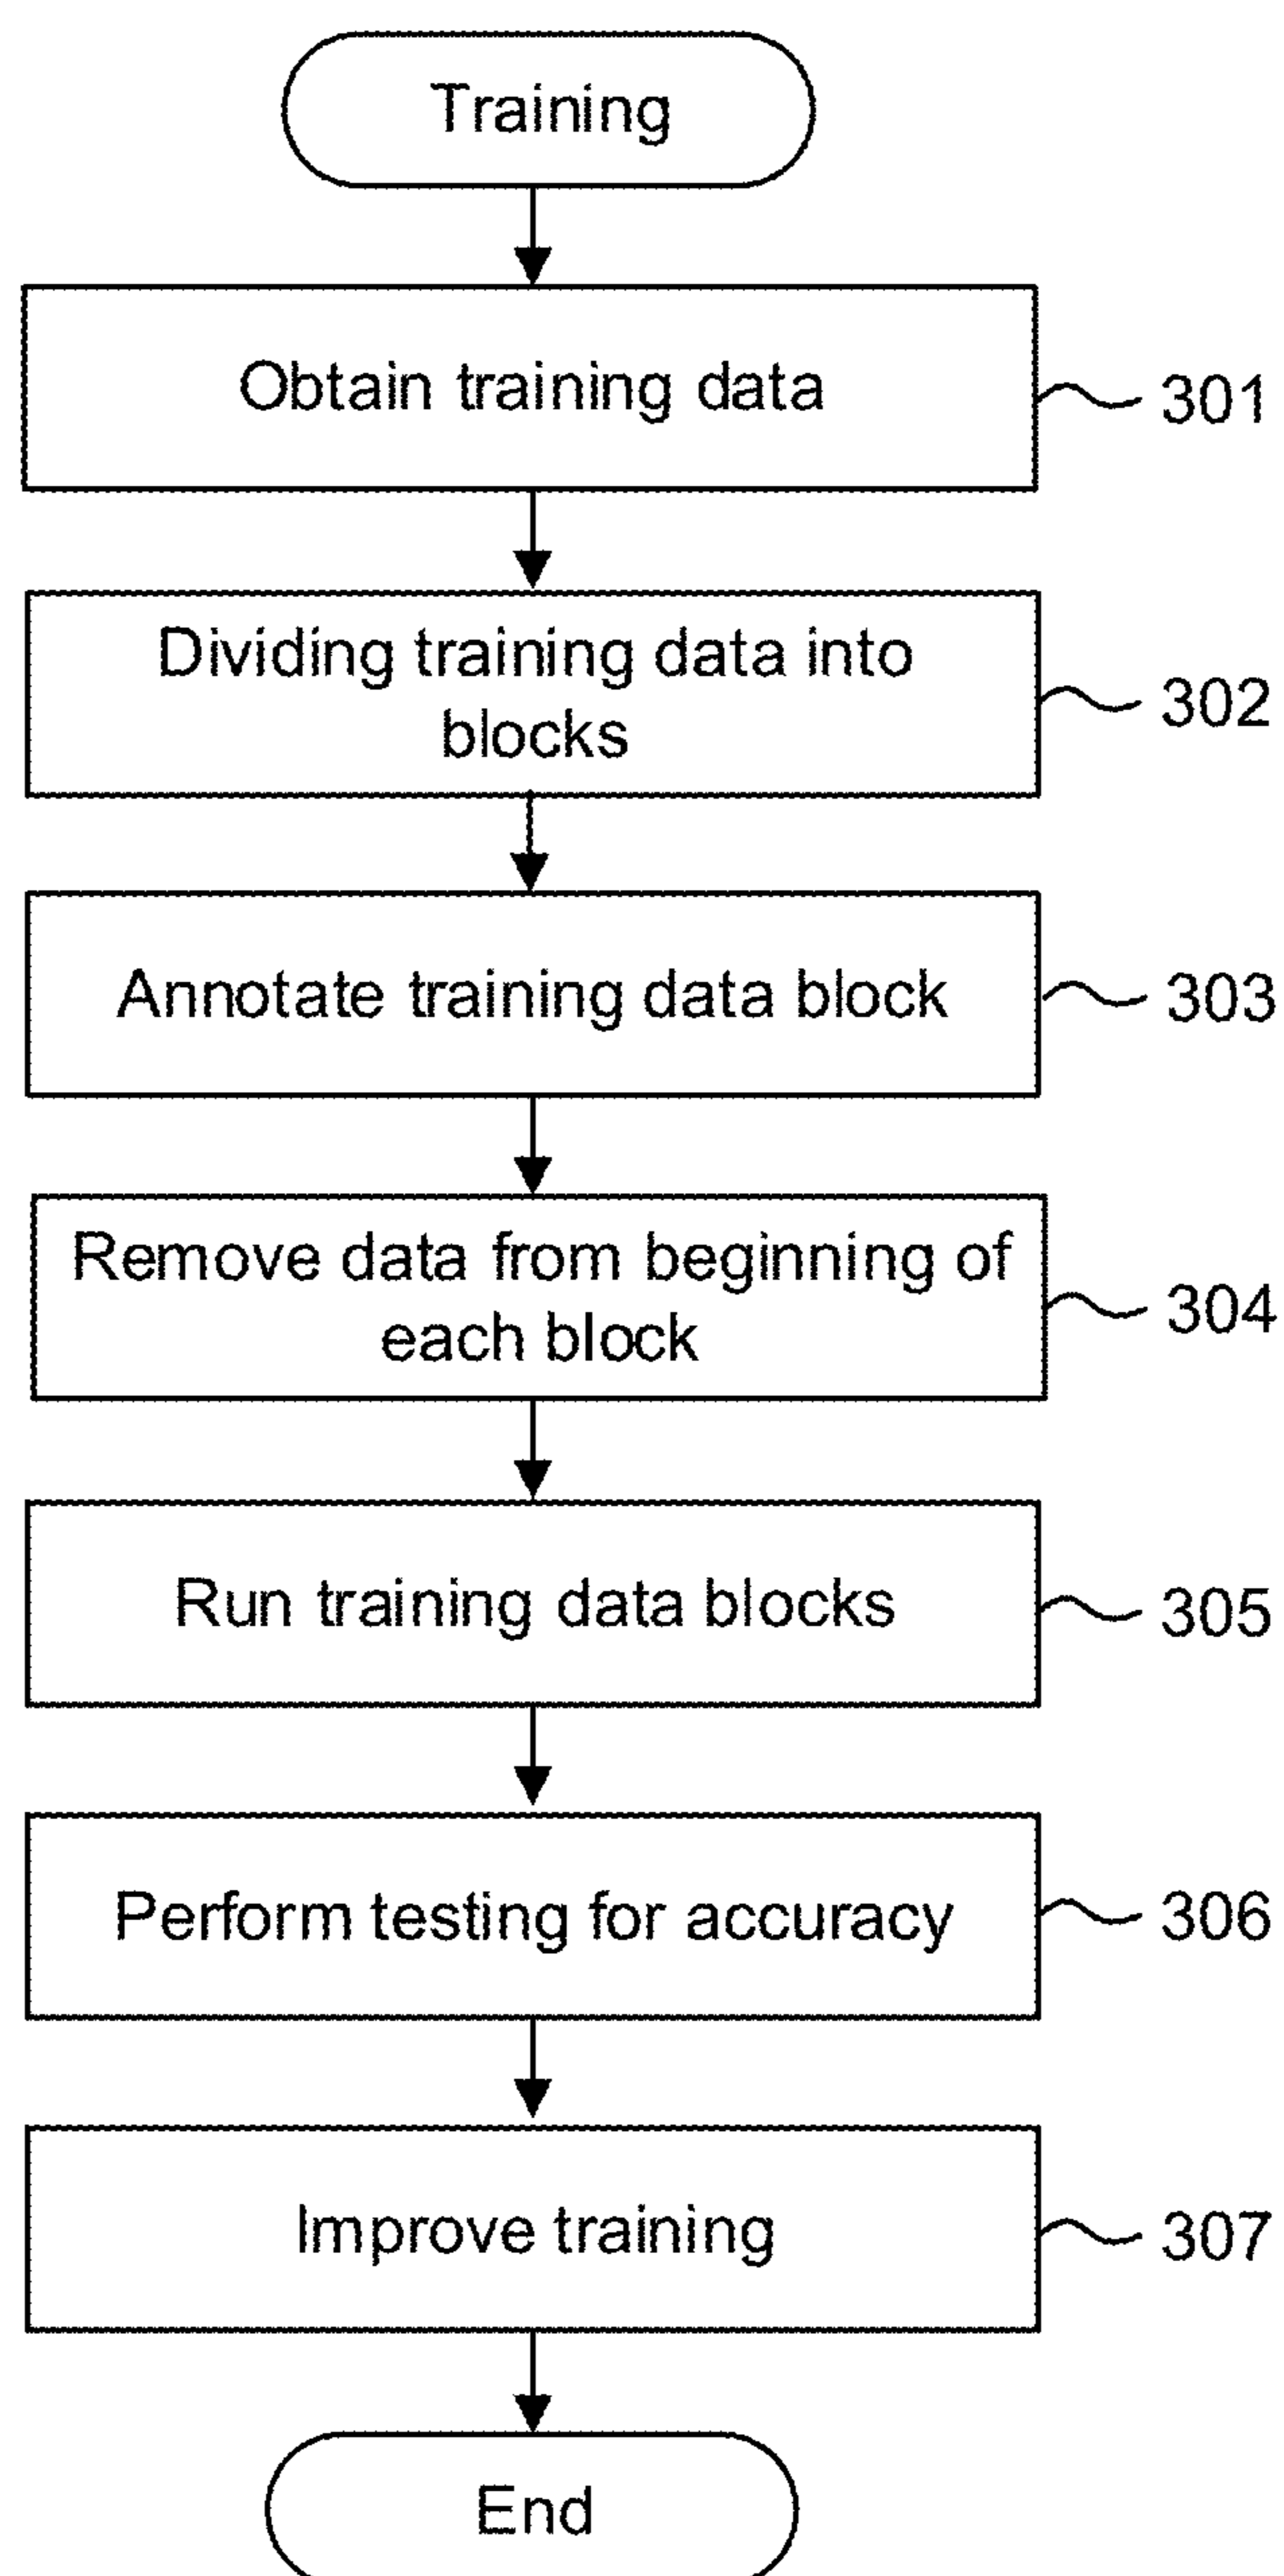 Training
Obtain training data
301
Dividing training data into
blocks
302
Annotate training data block
303
Remove data from beginning of
each block
304
Run training data blocks
305
Perform testing for accuracy
306
Improve training
307
End